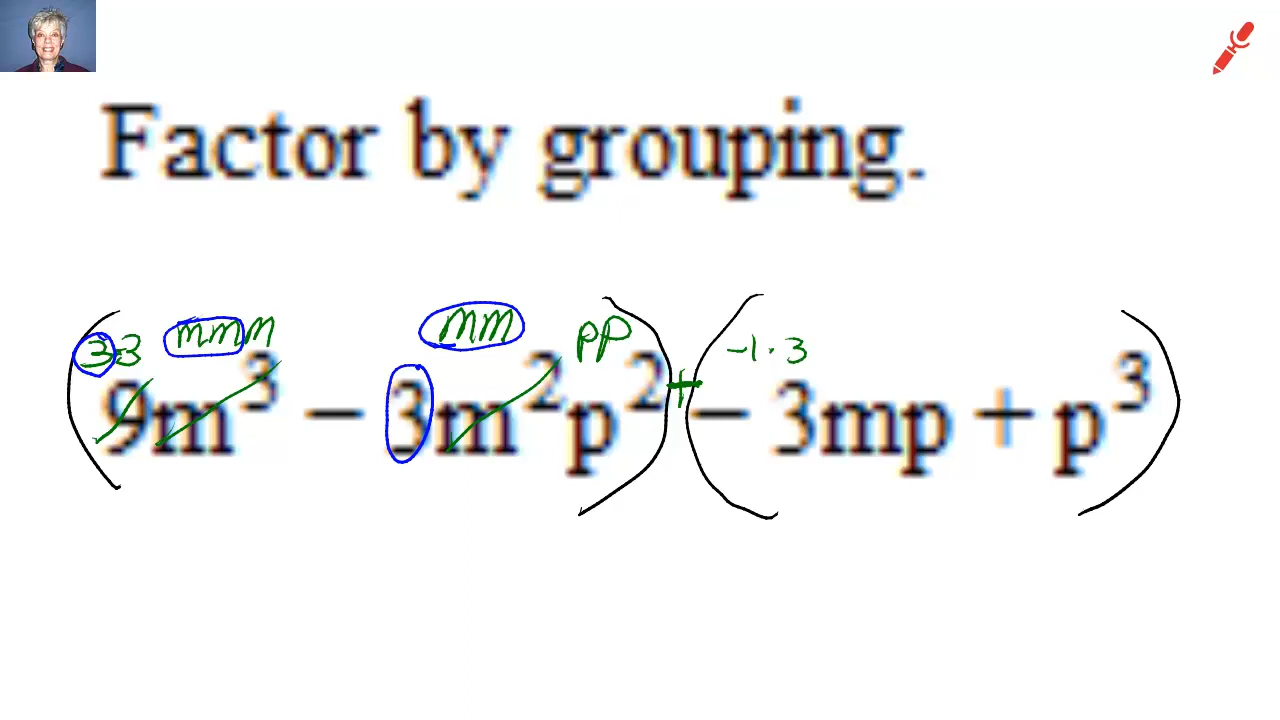 Factor by grouping.
3·3 mmm mm pp -1·3
(9m³ − 3m²p²) + (− 3mp + p³)